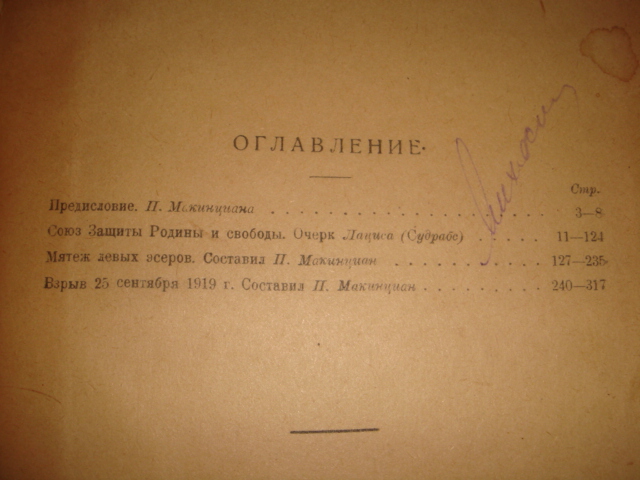 ОГЛАВЛЕНИЕ.
Стр.
Предисловие. П. Макинциана . . . . . . . . . . . . . . . . . . . . 3—8
Союз Защиты Родины и свободы. Очерк Лациса (Судрабс) . . . . . 11—124
Мятеж левых эсеров. Составил П. Макинциан . . . . . . . . . . 127—235
Взрыв 25 сентября 1919 г. Составил П. Макинциан . . . . . . . . 240—317